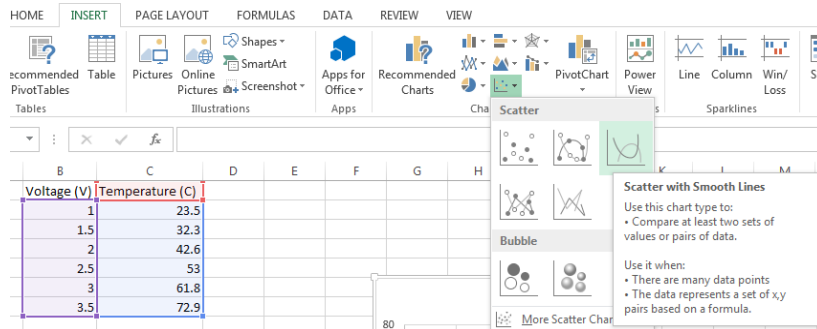 HOME INSERT PAGE LAYOUT FORMULAS DATA REVIEW VIEW
ecommended PivotTables
Table
Tables
Pictures
Online Pictures
Shapes
SmartArt
Screenshot
Illustrations
Apps for Office
Apps
Recommended Charts
Cha
PivotChart
Power View
s
Line
Column
Win/ Loss
Sparklines
S
Scatter
fx
B C D E F G H K L M
Voltage (V) Temperature (C)
1 23.5
1.5 32.3
2 42.6
2.5 53
3 61.8
3.5 72.9
Bubble
More Scatter Char
80
Scatter with Smooth Lines
Use this chart type to:
• Compare at least two sets of
values or pairs of data.
Use it when:
• There are many data points
• The data represents a set of x,y
pairs based on a formula.